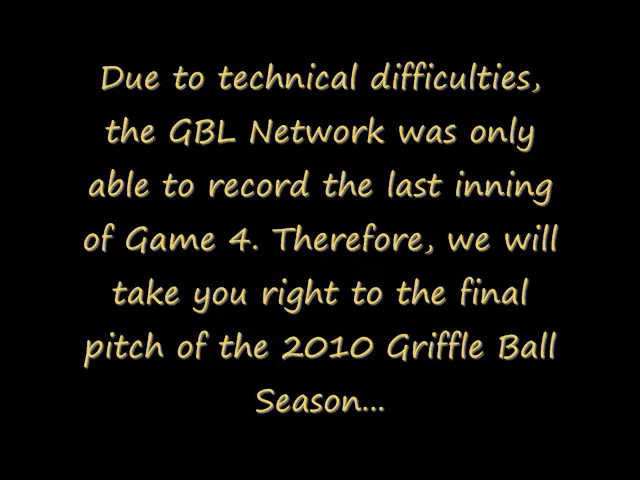 Due to technical difficulties,
the GBL Network was only
able to record the last inning
of Game 4. Therefore, we will
take you right to the final
pitch of the 2010 Griffle Ball
Season...